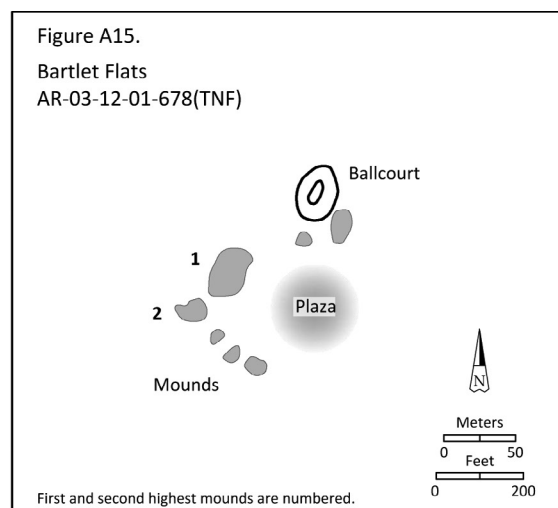 Figure A15.
Bartlet Flats
AR-03-12-01-678(TNF)
Ballcourt
1
Plaza
2
Mounds
N
Meters
0 50
Feet
0 200
First and second highest mounds are numbered.